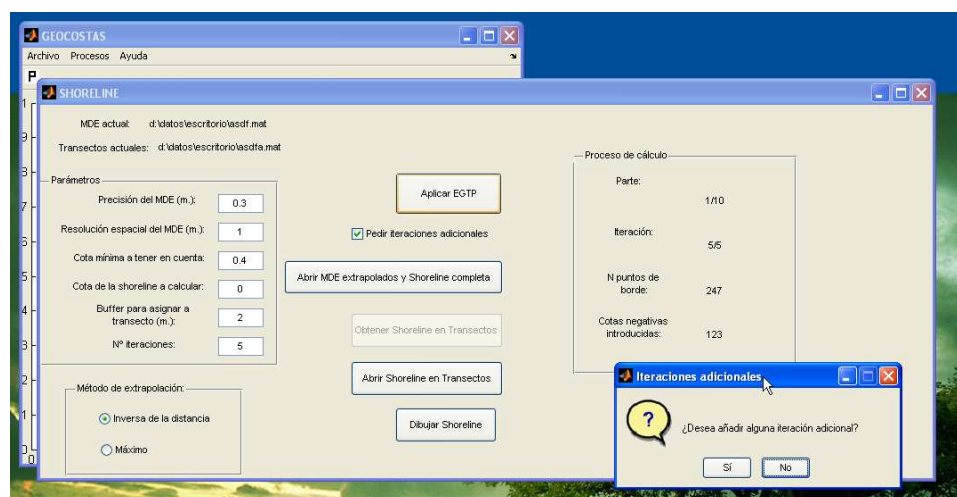 GEOCOSTAS
Archivo Procesos Ayuda
SHORELINE
MDE actual: d:\datos\escritorio\asdf.mat
Transectos actuales: d:\datos\escritorio\asdfa.mat
Parámetros
Precisión del MDE (m.): 0.3
Resolución espacial del MDE (m.): 1
Cota mínima a tener en cuenta: 0.4
Cota de la shoreline a calcular: 0
Buffer para asignar a
transecto (m.): 2
Nº iteraciones: 5
Método de extrapolación:
Inversa de la distancia
Máximo
Aplicar EGTP
Pedir iteraciones adicionales
Abrir MDE extrapolados y Shoreline completa
Obtener Shoreline en Transectos
Abrir Shoreline en Transectos
Dibujar Shoreline
Proceso de cálculo
Parte:
1/10
Iteración:
5/5
N puntos de
borde: 247
Cotas negativas
introducidas: 123
Iteraciones adicionales
?
¿Desea añadir alguna iteración adicional?
Sí No